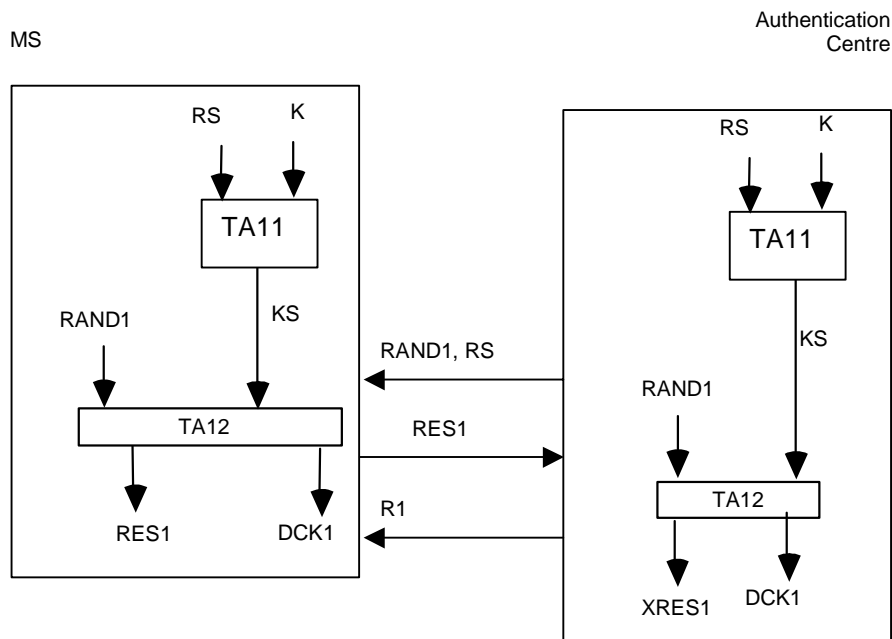 MS
Authentication
Centre
RS
K
TA11
KS
RAND1
TA12
RES1
DCK1
RAND1, RS
RES1
R1
RS
K
TA11
KS
RAND1
TA12
XRES1
DCK1